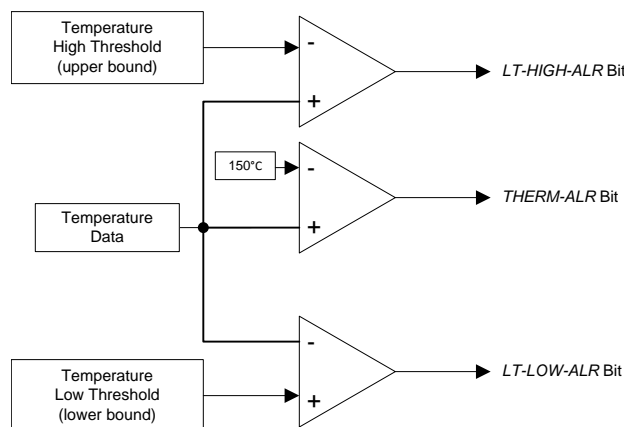 Temperature
High Threshold
(upper bound)
-
+
LT-HIGH-ALR Bit
150°C
-
+
THERM-ALR Bit
Temperature
Data
-
+
LT-LOW-ALR Bit
Temperature
Low Threshold
(lower bound)